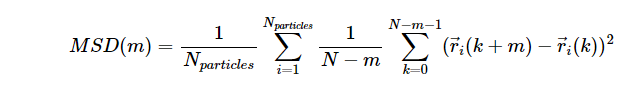 MSD(m) = \frac{1}{N_{particles}} \sum_{i=1}^{N_{particles}} \frac{1}{N-m} \sum_{k=0}^{N-m-1} (\vec{r}_i(k+m) - \vec{r}_i(k))^2